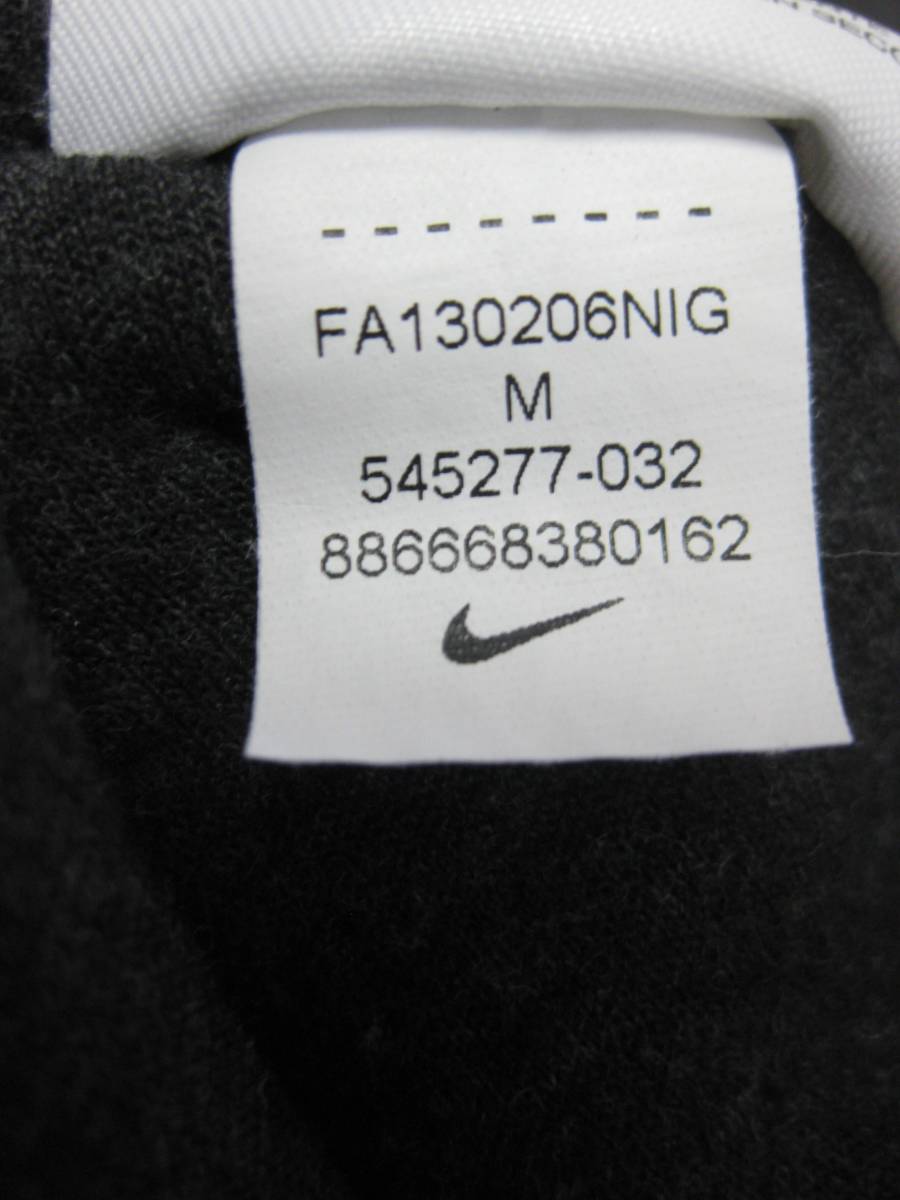 - - - - - - - -
FA130206NIG
M
545277-032
886668380162